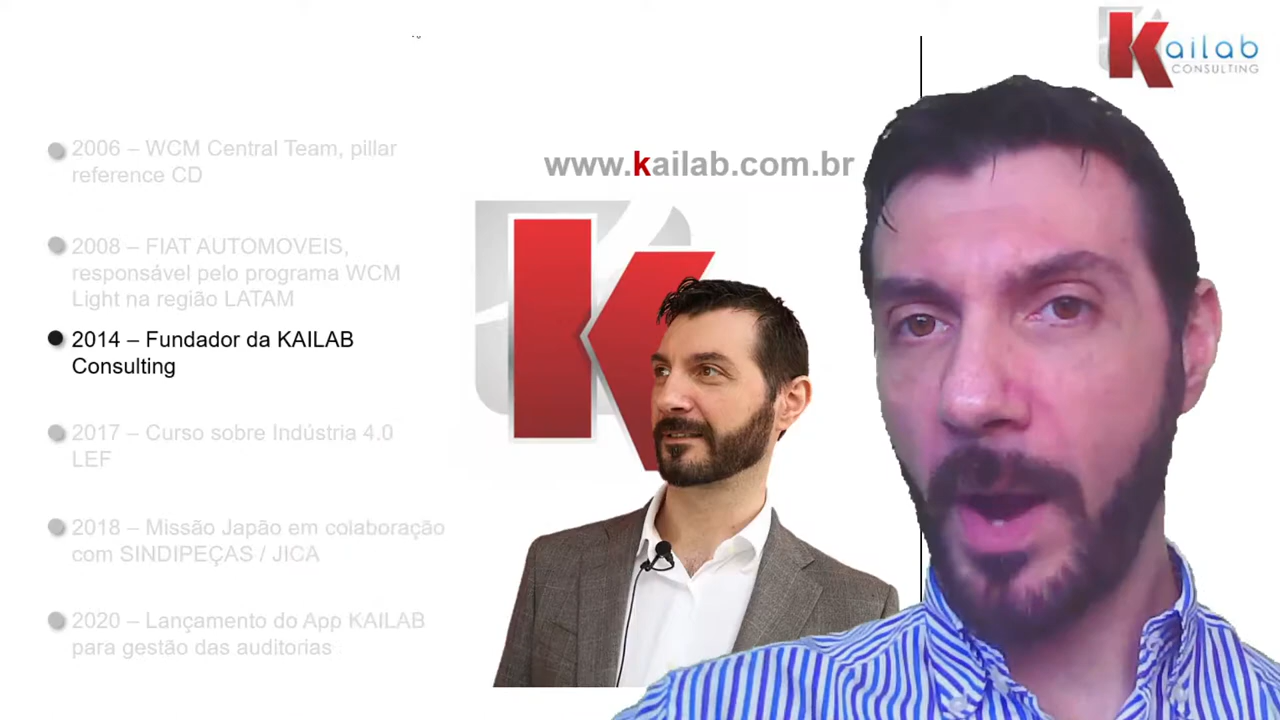 Kailab
CONSULTING
2006 – WCM Central Team, pillar
reference CD
www.kailab.com.br
2008 – FIAT AUTOMOVEIS,
responsável pelo programa WCM
Light na região LATAM
2014 – Fundador da KAILAB
Consulting
2017 – Curso sobre Indústria 4.0
LEF
2018 – Missão Japão em colaboração
com SINDIPEÇAS / JICA
2020 – Lançamento do App KAILAB
para gestão das auditorias
K